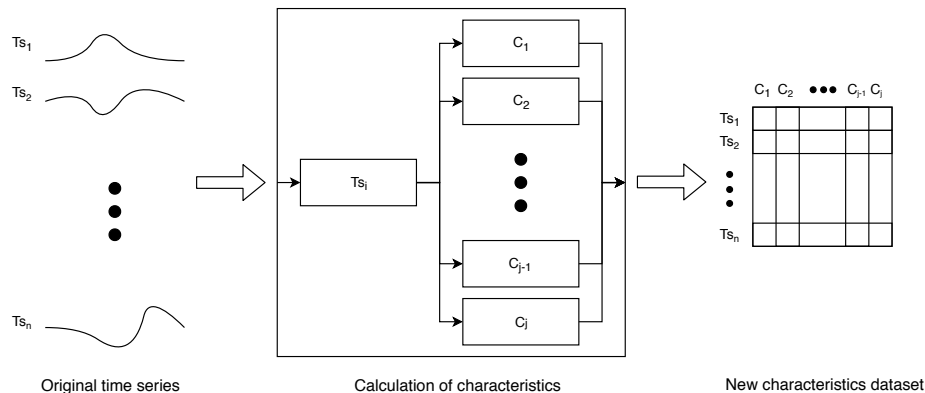 Ts1
Ts2
Tsn
Original time series
Tsi
C1
C2
Cj-1
Cj
Calculation of characteristics
C1 C2 Cj-1 Cj
Ts1
Ts2
Tsn
New characteristics dataset